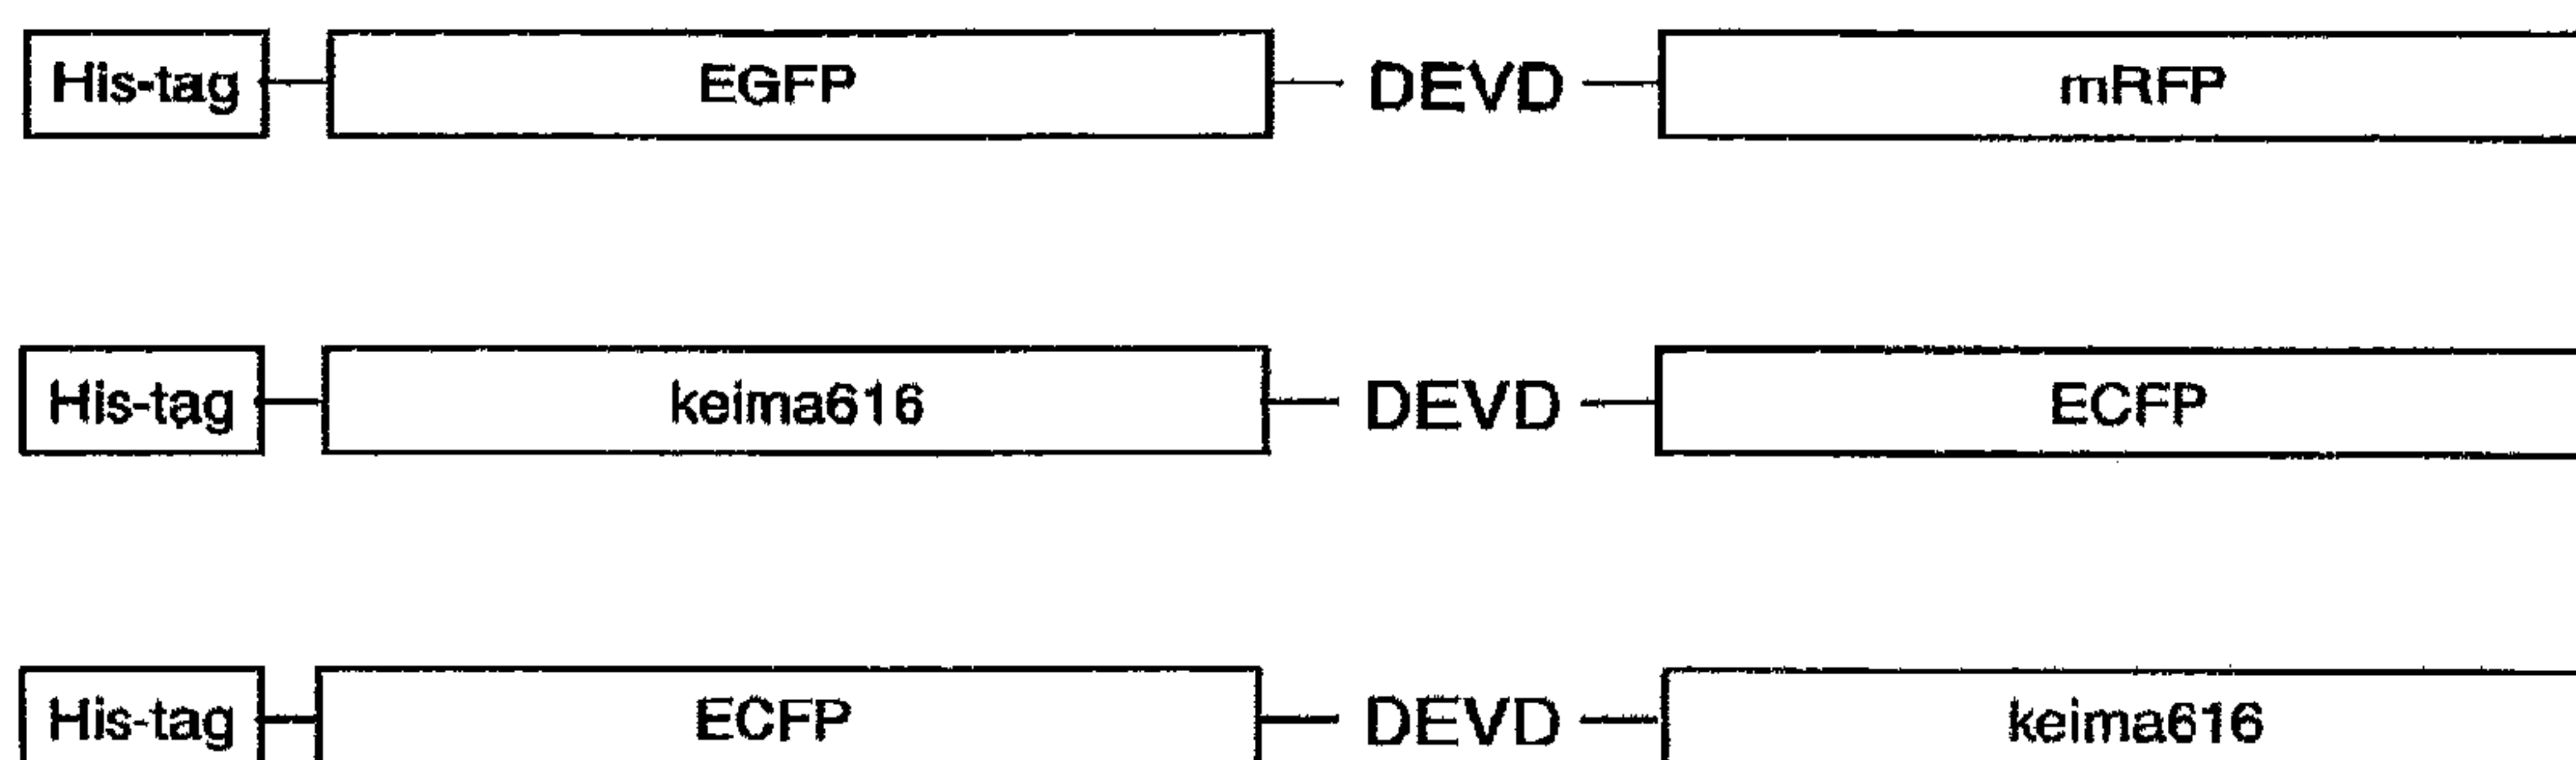 His-tag EGFP DEVD mRFP
His-tag keima616 DEVD ECFP
His-tag ECFP DEVD keima616